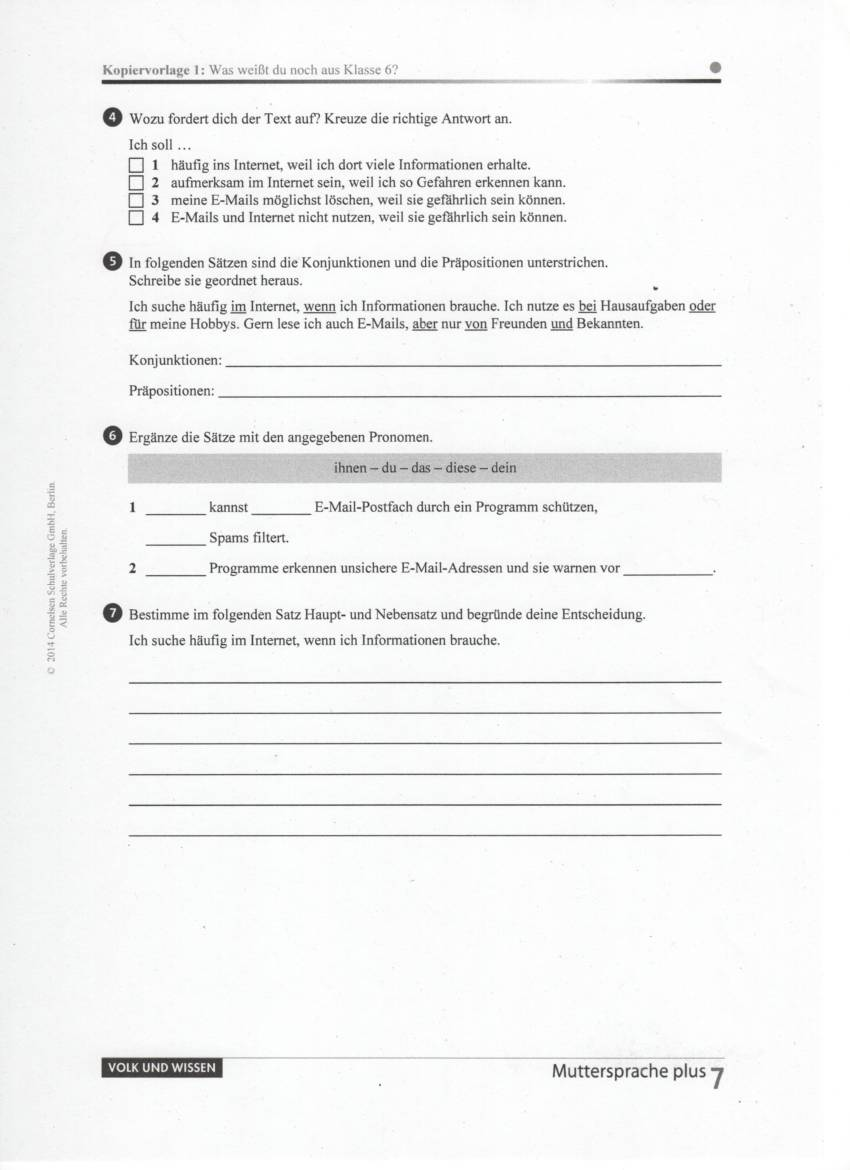 Kopiervorlage 1: Was weißt du noch aus Klasse 6?
4 Wozu fordert dich der Text auf? Kreuze die richtige Antwort an.
Ich soll …
1 häufig ins Internet, weil ich dort viele Informationen erhalte.
2 aufmerksam im Internet sein, weil ich so Gefahren erkennen kann.
3 meine E-Mails möglichst löschen, weil sie gefährlich sein können.
4 E-Mails und Internet nicht nutzen, weil sie gefährlich sein können.
5 In folgenden Sätzen sind die Konjunktionen und die Präpositionen unterstrichen.
Schreibe sie geordnet heraus.
Ich suche häufig im Internet, wenn ich Informationen brauche. Ich nutze es bei Hausaufgaben oder
für meine Hobbys. Gern lese ich auch E-Mails, aber nur von Freunden und Bekannten.
Konjunktionen:
Präpositionen:
6 Ergänze die Sätze mit den angegebenen Pronomen.
ihnen – du – das – diese – dein
1 ________ kannst ________ E-Mail-Postfach durch ein Programm schützen,
________ Spams filtert.
2 ________ Programme erkennen unsichere E-Mail-Adressen und sie warnen vor ____________.
7 Bestimme im folgenden Satz Haupt- und Nebensatz und begründe deine Entscheidung.
Ich suche häufig im Internet, wenn ich Informationen brauche.
© 2014 Cornelsen Schulverlage GmbH, Berlin.
Alle Rechte vorbehalten.
VOLK UND WISSEN
Muttersprache plus 7